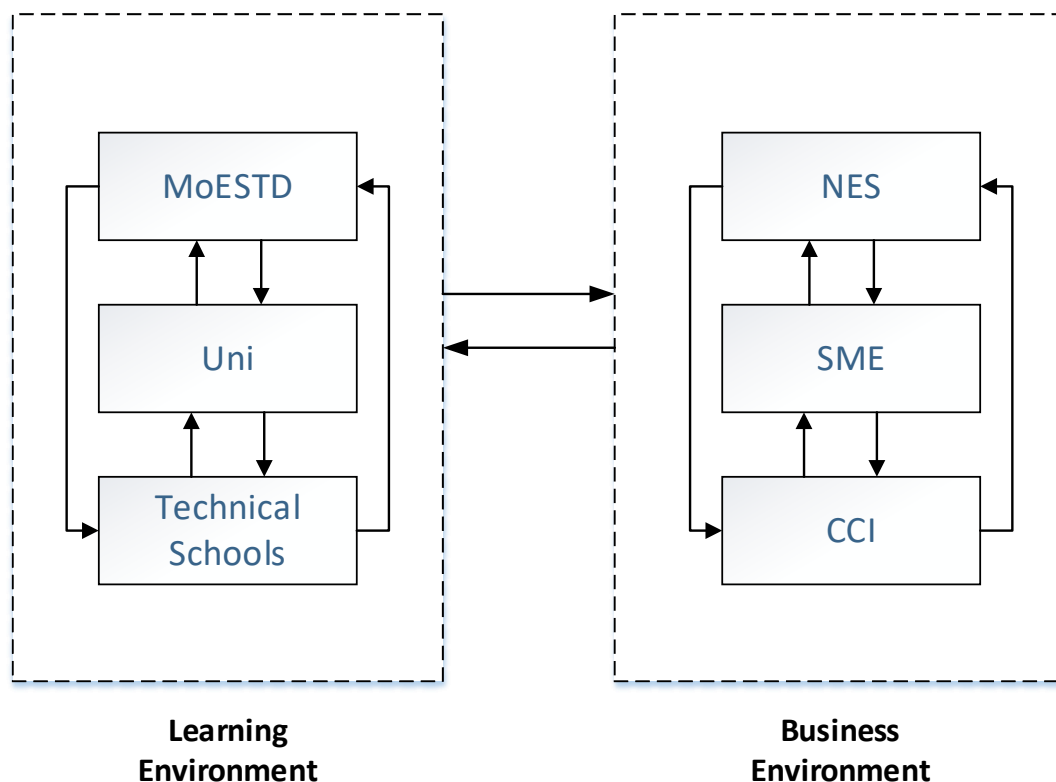 MoESTD
Uni
Technical
Schools
Learning
Environment
NES
SME
CCI
Business
Environment